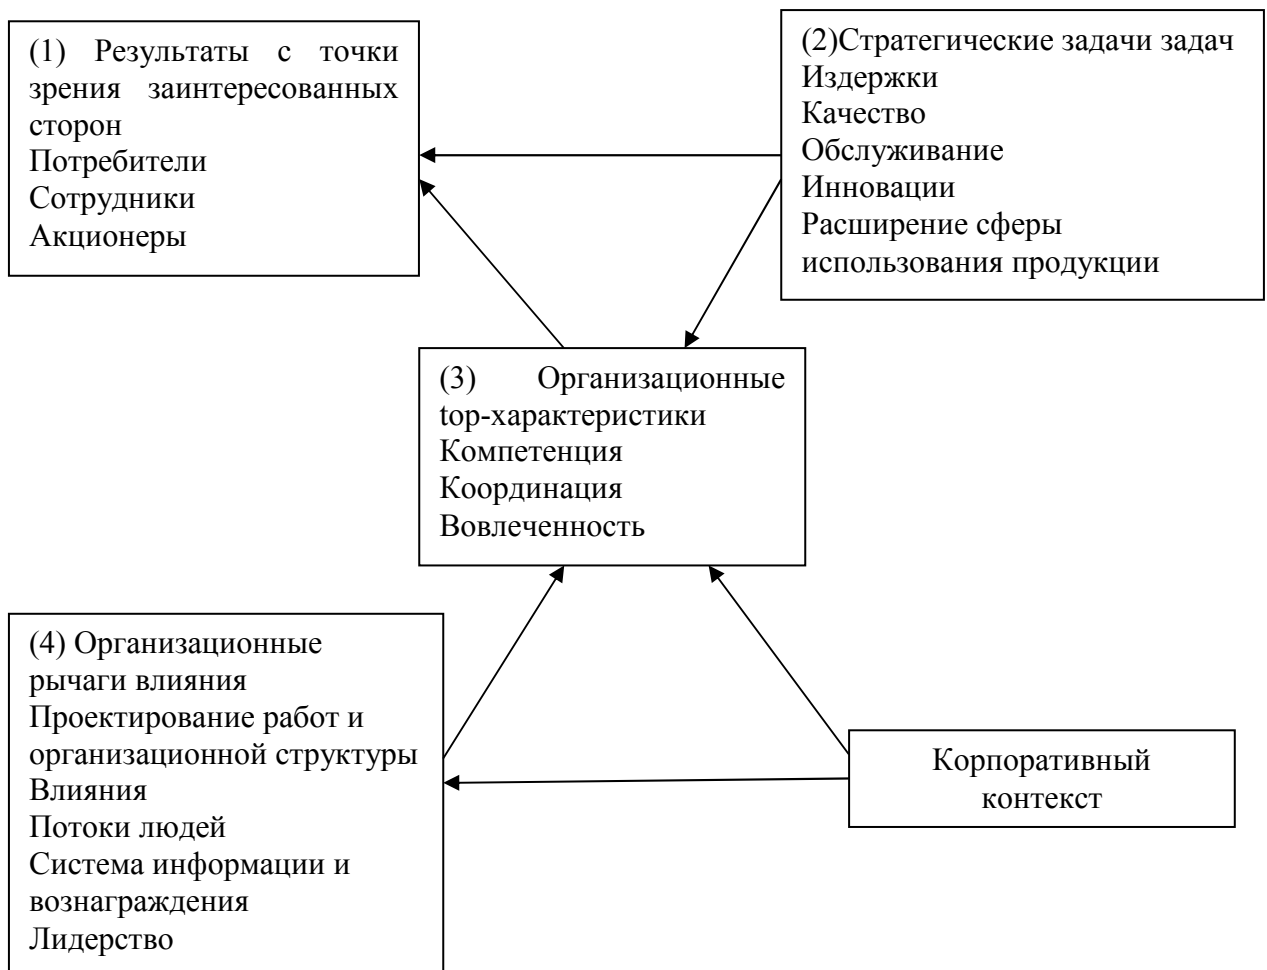 (1) Результаты с точки
зрения заинтересованных
сторон
Потребители
Сотрудники
Акционеры
(2)Стратегические задачи задач
Издержки
Качество
Обслуживание
Инновации
Расширение сферы
использования продукции
(3) Организационные
top-характеристики
Компетенция
Координация
Вовлеченность
(4) Организационные
рычаги влияния
Проектирование работ и
организационной структуры
Влияния
Потоки людей
Система информации и
вознаграждения
Лидерство
Корпоративный
контекст